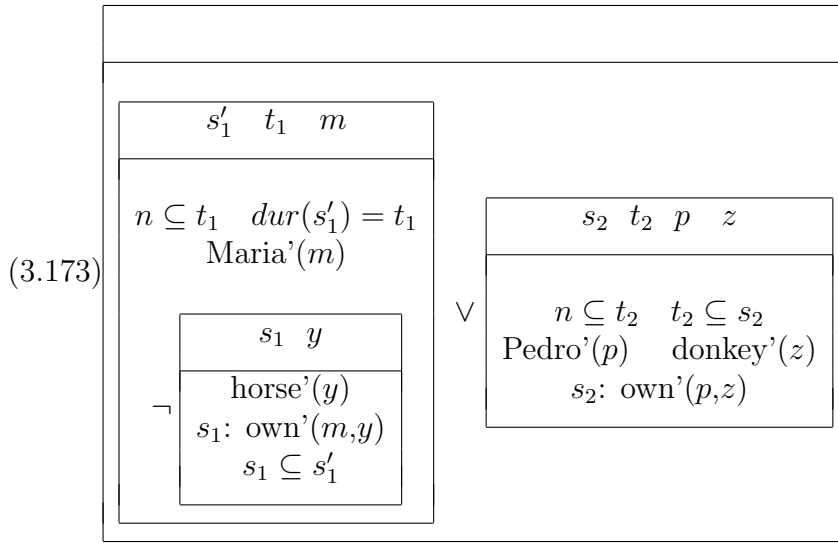 s′₁ t₁ m
n ⊆ t₁ dur(s′₁) = t₁
Maria’(m)
(3.173)
¬
s₁ y
horse’(y)
s₁: own’(m,y)
s₁ ⊆ s′₁
∨
s₂ t₂ p z
n ⊆ t₂ t₂ ⊆ s₂
Pedro’(p) donkey’(z)
s₂: own’(p,z)